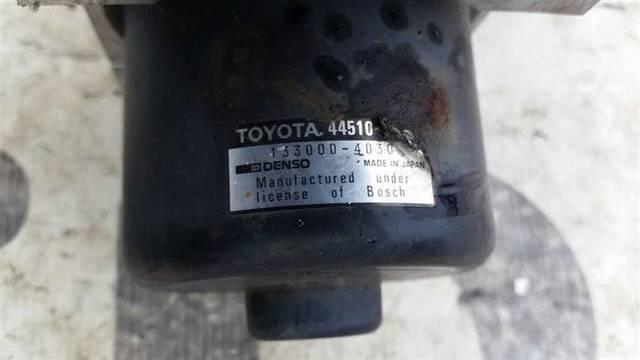 TOYOTA. 44510-
133000-4030
DENSO MADE IN JAPAN
Manufactured under
license of Bosch